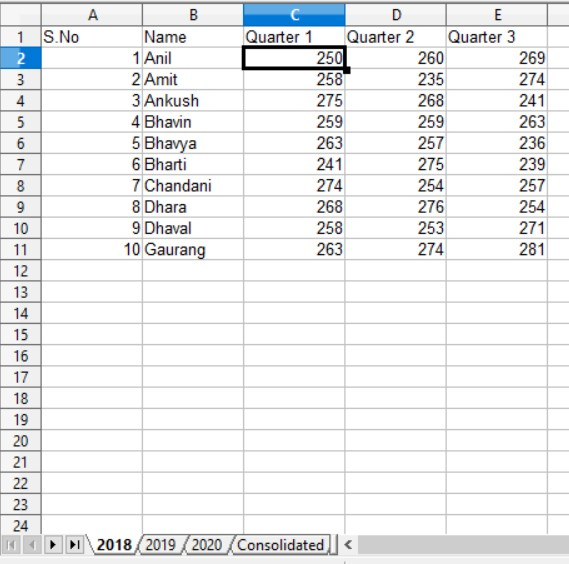 A B C D E
1 S.No Name Quarter 1 Quarter 2 Quarter 3
2 1 Anil 250 260 269
3 2 Amit 258 235 274
4 3 Ankush 275 268 241
5 4 Bhavin 259 259 263
6 5 Bhavya 263 257 236
7 6 Bharti 241 275 239
8 7 Chandani 274 254 257
9 8 Dhara 268 276 254
10 9 Dhaval 258 253 271
11 10 Gaurang 263 274 281
12
13
14
15
16
17
18
19
20
21
22
23
24
2018 2019 2020 Consolidated